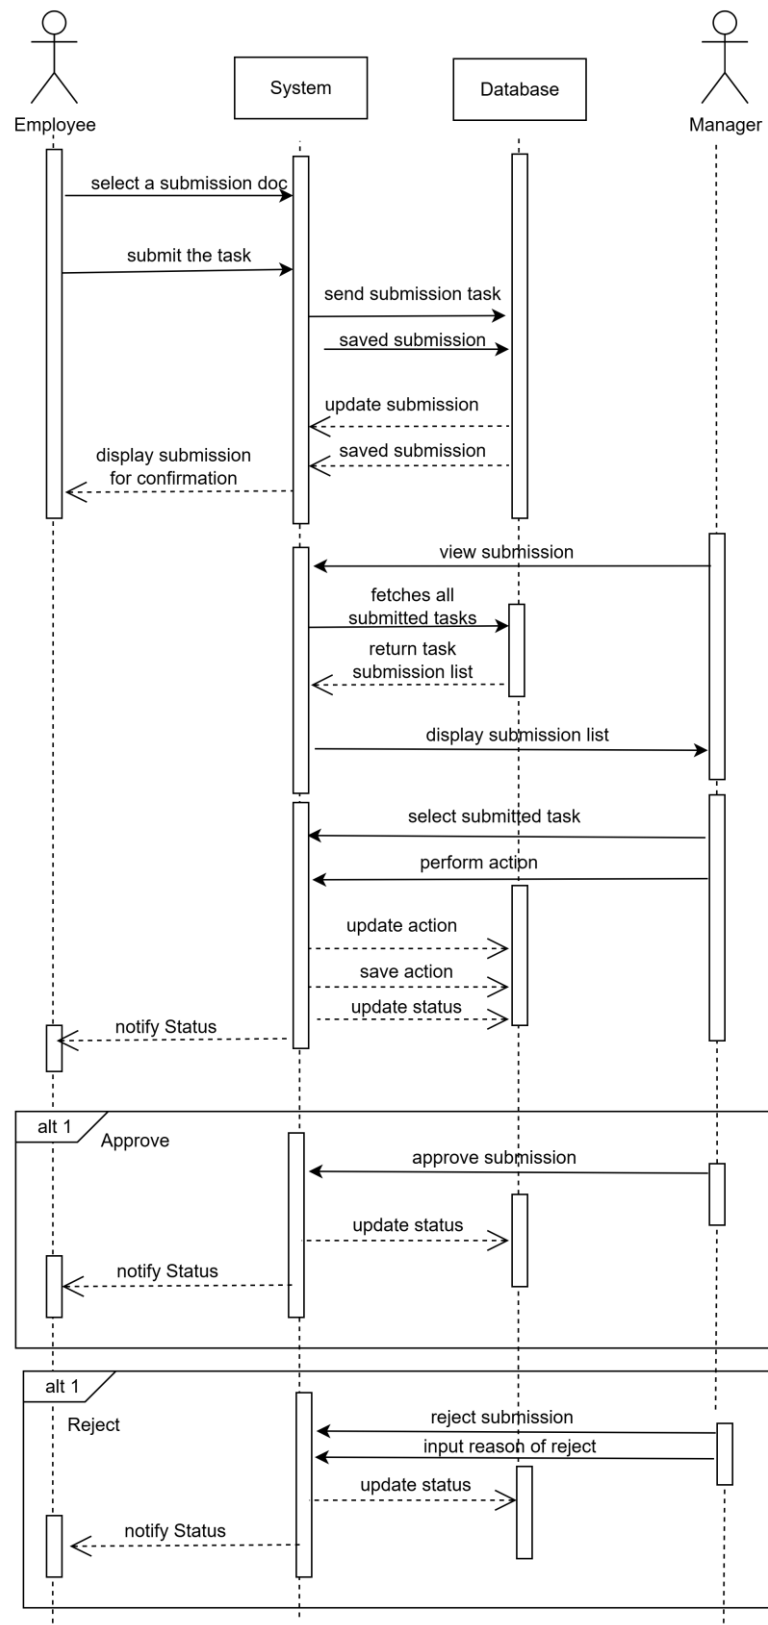 System
Database
Employee
Manager
select a submission doc
submit the task
send submission task
saved submission
update submission
saved submission
display submission
for confirmation
view submission
fetches all
submitted tasks
return task
submission list
display submission list
select submitted task
perform action
update action
save action
update status
notify Status
alt 1
Approve
approve submission
update status
notify Status
alt 1
Reject
reject submission
input reason of reject
update status
notify Status